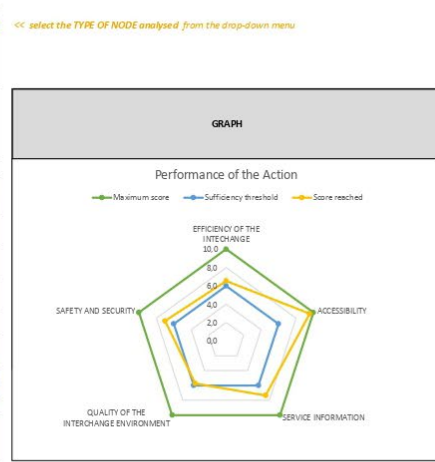 << select the TYPE OF NODE analysed from the drop-down menu
GRAPH
Performance of the Action
Maximum score
Sufficiency threshold
Score reached
EFFICIENCY OF THE
INTECHANGE
10,0
8,0
6,0
4,0
2,0
0,0
SAFETY AND SECURITY
ACCESSIBILITY
QUALITY OF THE
INTERCHANGE ENVIRONMENT
SERVICE INFORMATION